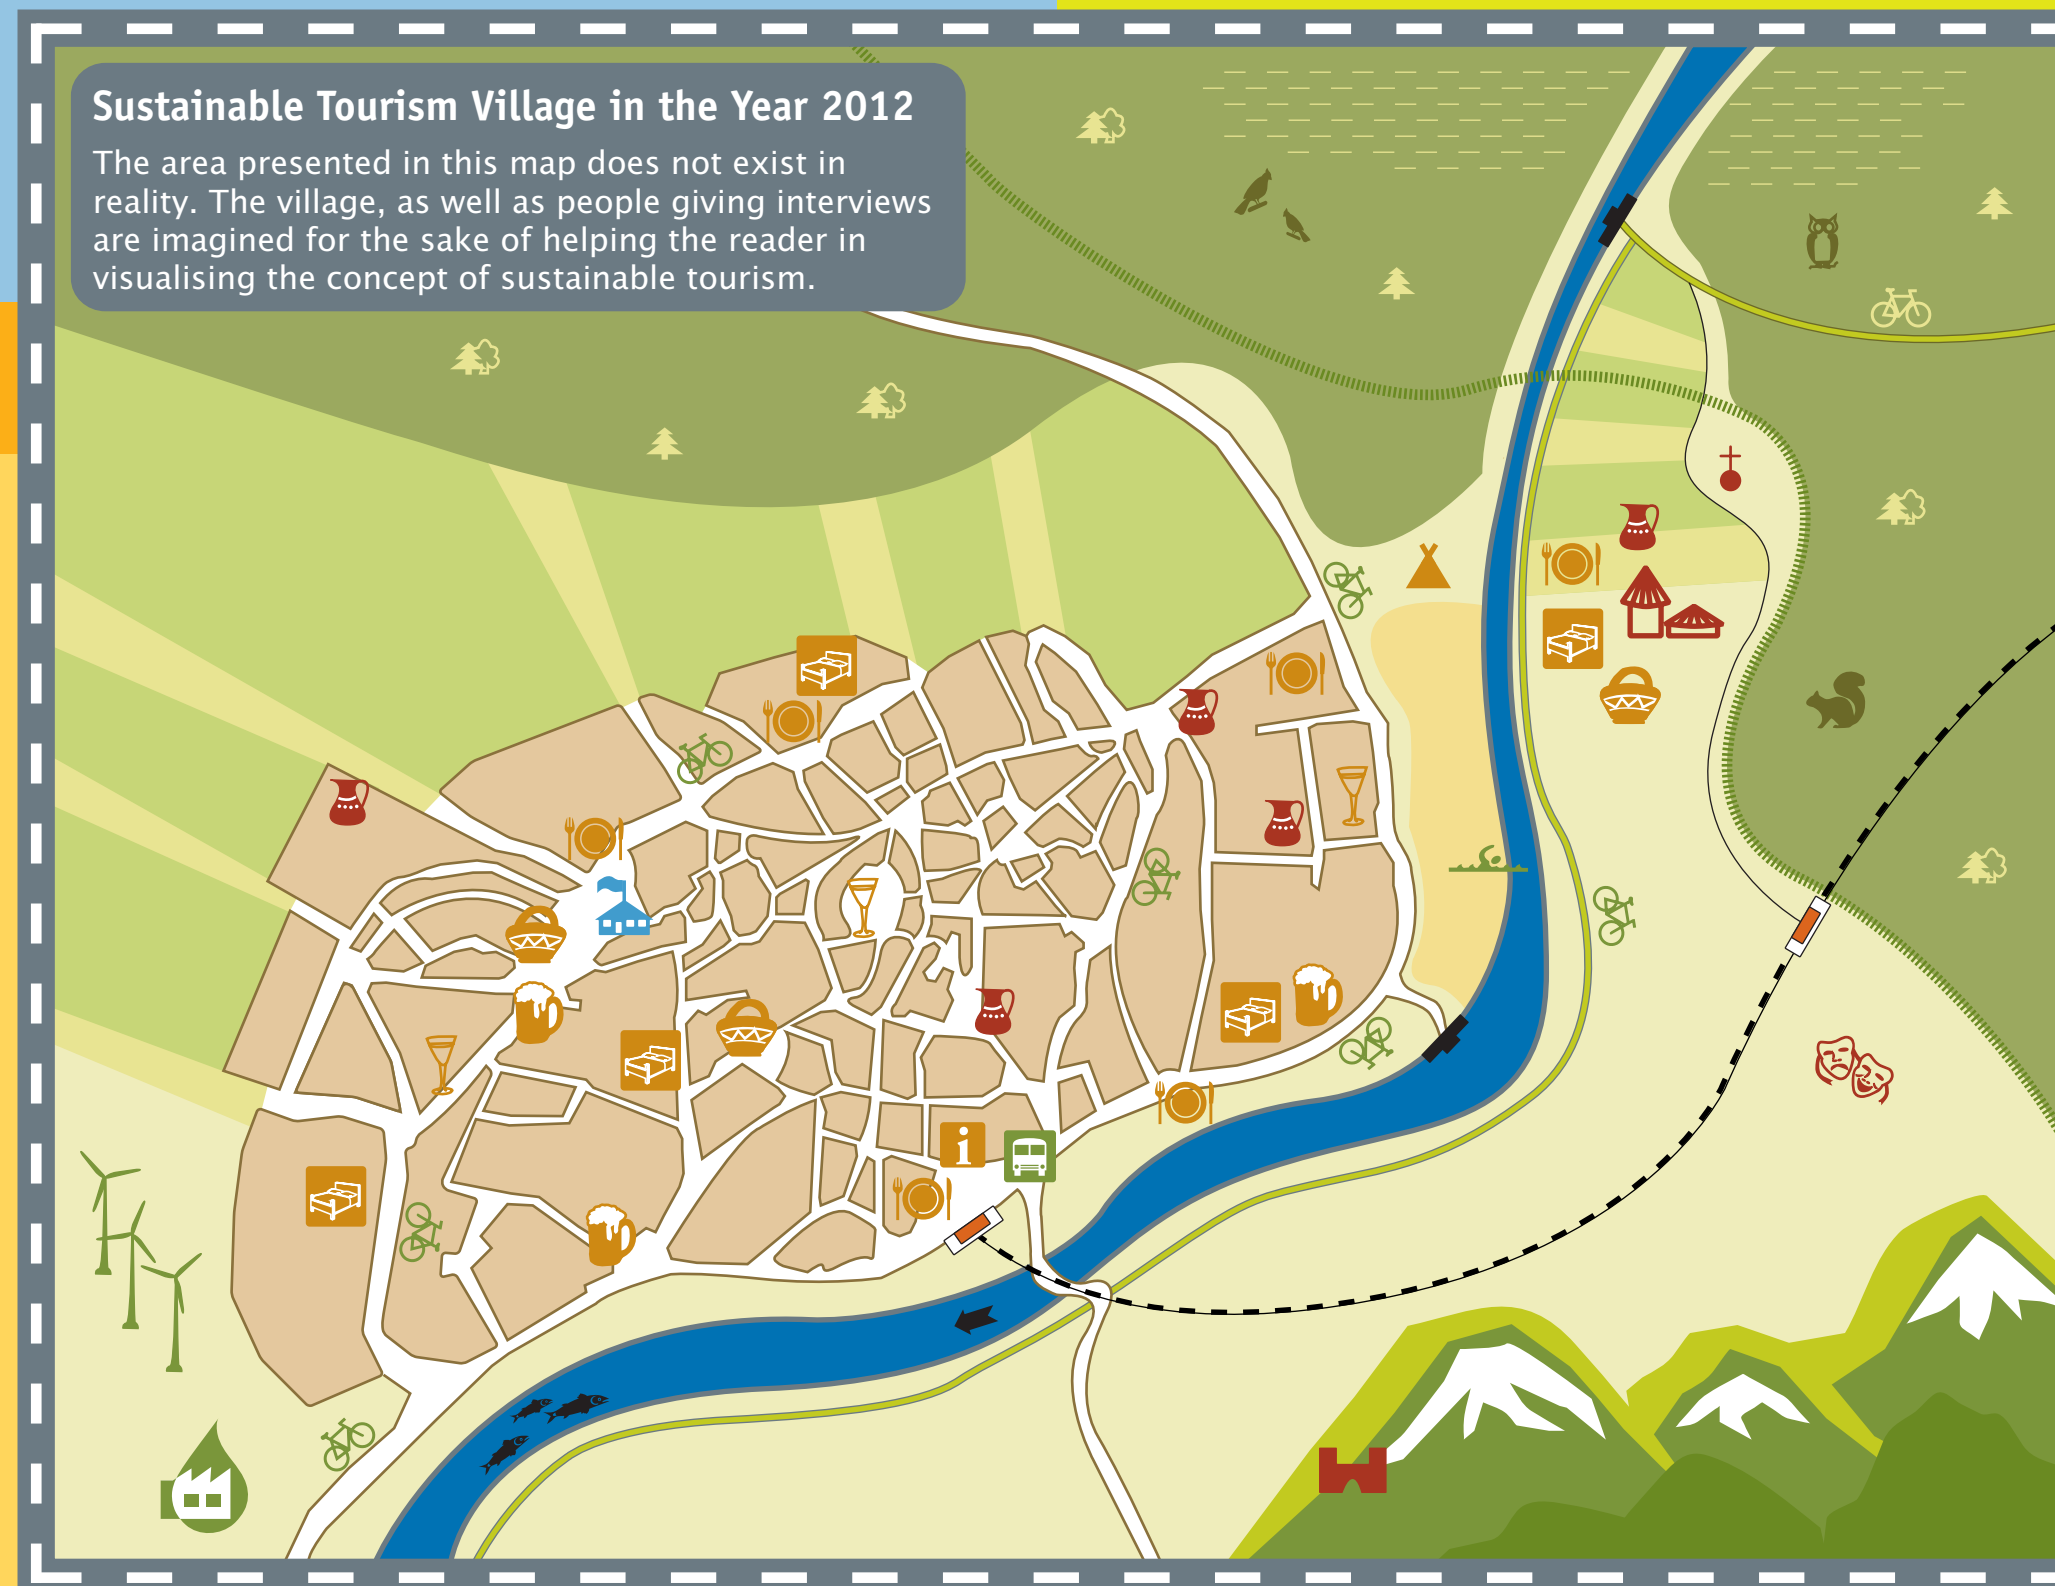 Sustainable Tourism Village in the Year 2012
The area presented in this map does not exist in
reality. The village, as well as people giving interviews
are imagined for the sake of helping the reader in
visualising the concept of sustainable tourism.
i